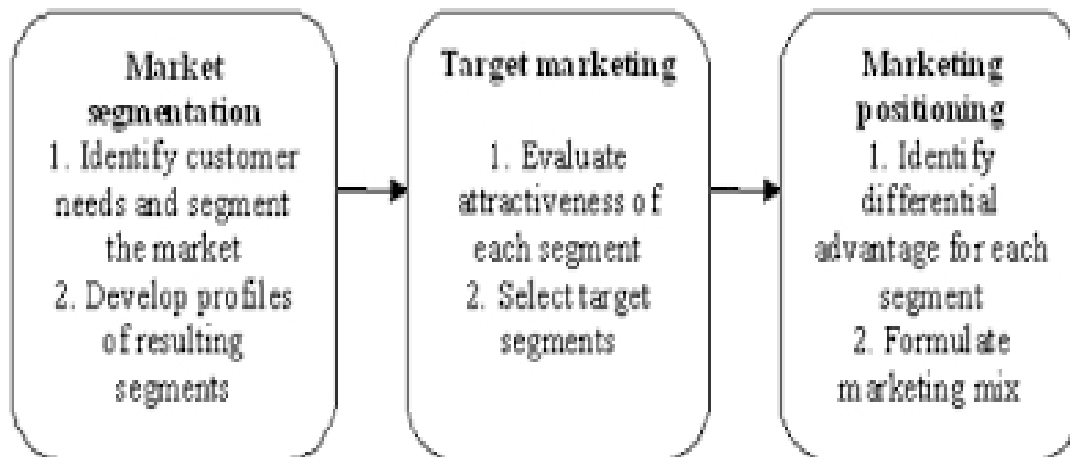 Market
segmentation
1. Identify customer
needs and segment
the market
2. Develop profiles
of resulting
segments
Target marketing
1. Evaluate
attractiveness of
each segment
2. Select target
segments
Marketing
positioning
1. Identify
differential
advantage for each
segment
2. Formulate
marketing mix